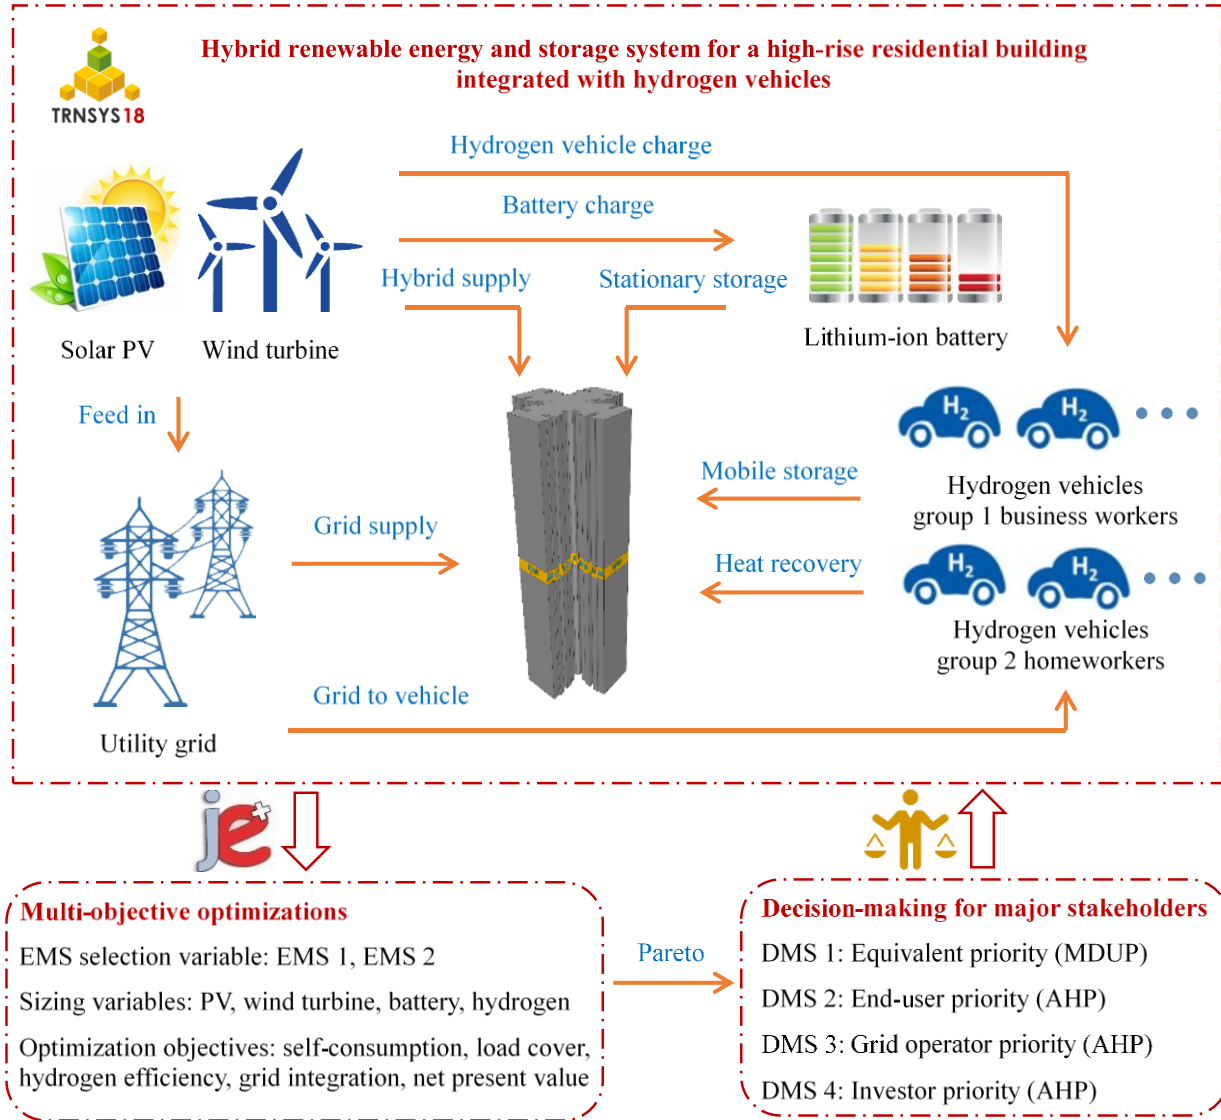 Hybrid renewable energy and storage system for a high-rise residential building
integrated with hydrogen vehicles
TRNSYS18
Hydrogen vehicle charge
Battery charge
Hybrid supply
Stationary storage
Solar PV
Wind turbine
Lithium-ion battery
Feed in
H2
H2
Mobile storage
Hydrogen vehicles
group 1 business workers
Grid supply
Heat recovery
H2
H2
Hydrogen vehicles
group 2 homeworkers
Grid to vehicle
Utility grid
je+
Multi-objective optimizations
EMS selection variable: EMS 1, EMS 2
Sizing variables: PV, wind turbine, battery, hydrogen
Optimization objectives: self-consumption, load cover,
hydrogen efficiency, grid integration, net present value
Pareto
Decision-making for major stakeholders
DMS 1: Equivalent priority (MDUP)
DMS 2: End-user priority (AHP)
DMS 3: Grid operator priority (AHP)
DMS 4: Investor priority (AHP)